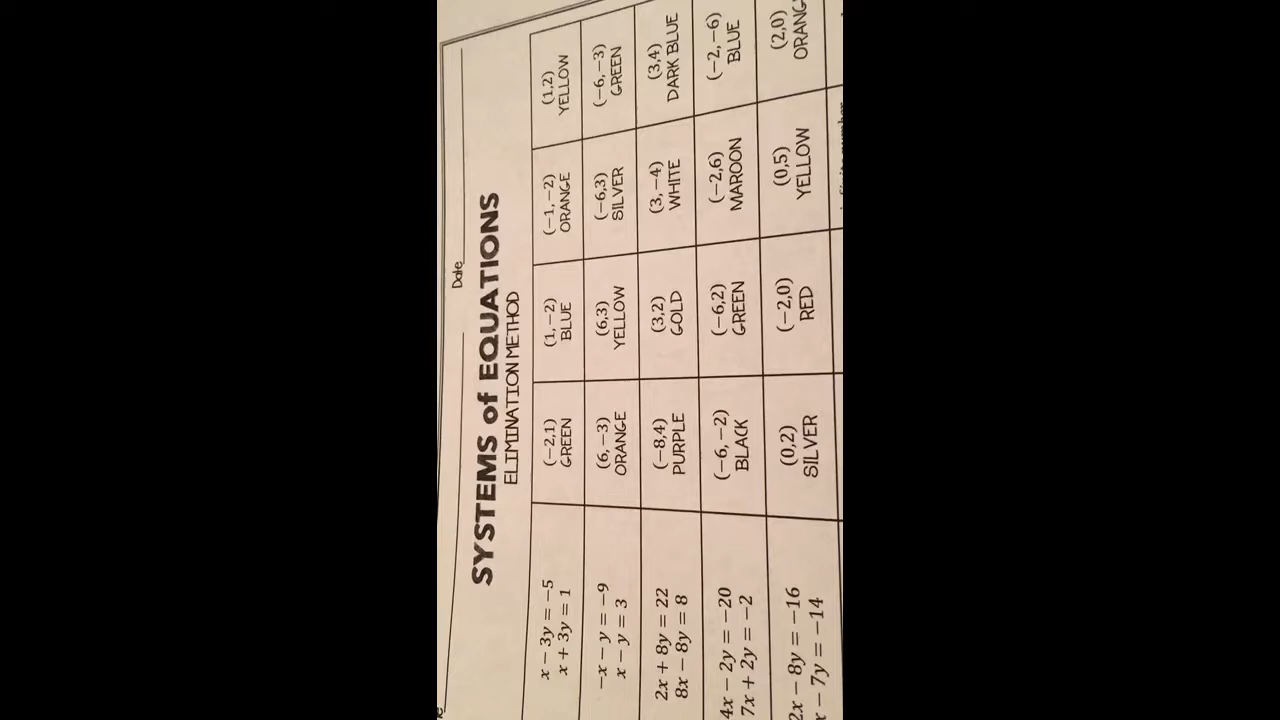 Date
SYSTEMS of EQUATIONS
ELIMINATION METHOD
x − 3y = −5
x + 3y = 1
(−2,1)
GREEN
(1,−2)
BLUE
(−1,−2)
ORANGE
(1,2)
YELLOW
−x − y = −9
x − y = 3
(6,−3)
ORANGE
(6,3)
YELLOW
(−6,3)
SILVER
(−6,−3)
GREEN
2x + 8y = 22
8x − 8y = 8
(−8,4)
PURPLE
(3,2)
GOLD
(3,−4)
WHITE
(3,4)
DARK BLUE
4x − 2y = −20
7x + 2y = −2
(−6,−2)
BLACK
(−6,2)
GREEN
(−2,6)
MAROON
(−2,−6)
BLUE
2x − 8y = −16
x − 7y = −14
(0,2)
SILVER
(−2,0)
RED
(0,5)
YELLOW
(2,0)
ORANG